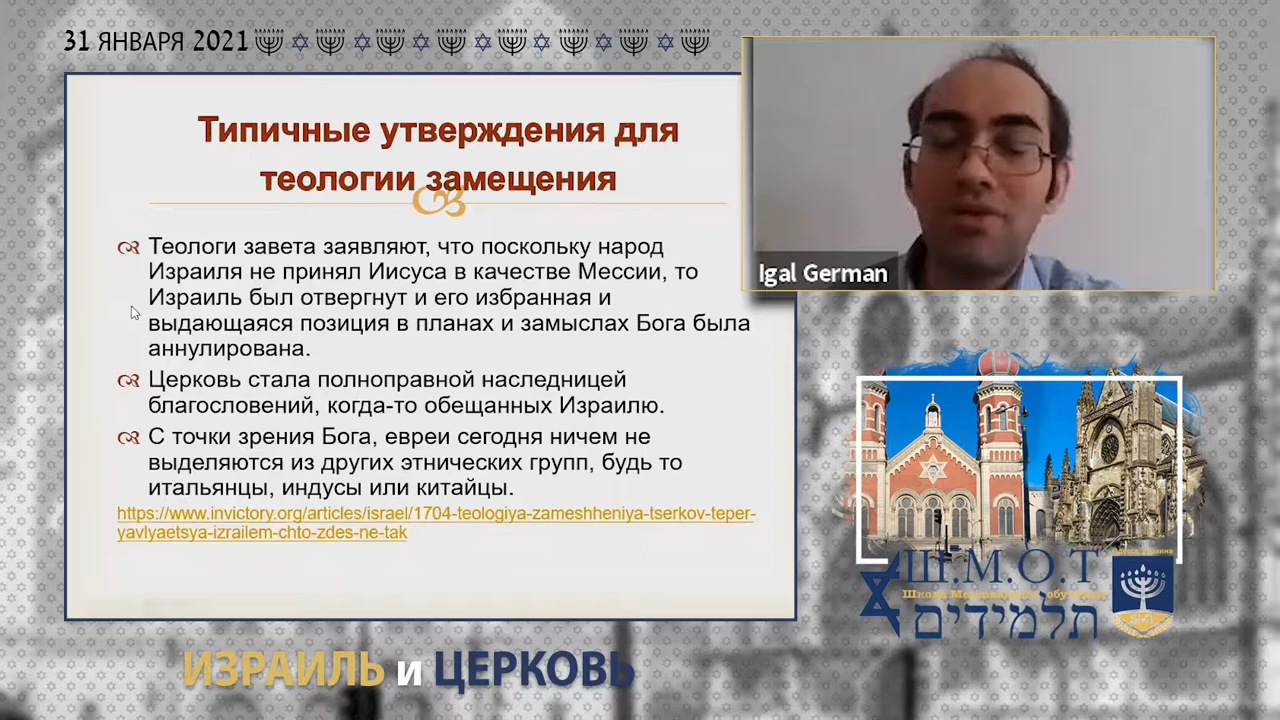 31 ЯНВАРЯ 2021
Типичные утверждения для
теологии замещения
Теологи завета заявляют, что поскольку народ
Израиля не принял Иисуса в качестве Мессии, то
Израиль был отвергнут и его избранная и
выдающаяся позиция в планах и замыслах Бога была
аннулирована.
Церковь стала полноправной наследницей
благословений, когда-то обещанных Израилю.
С точки зрения Бога, евреи сегодня ничем не
выделяются из других этнических групп, будь то
итальянцы, индусы или китайцы.
https://www.invictory.org/articles/israel/1704-teologiya-zameshheniya-tserkov-teper-
yavlyaetsya-izrailem-chto-zdes-ne-tak
Igal German
Ш.М.О.Т
Школа
תלמידים
ИЗРАИЛЬ и ЦЕРКОВЬ